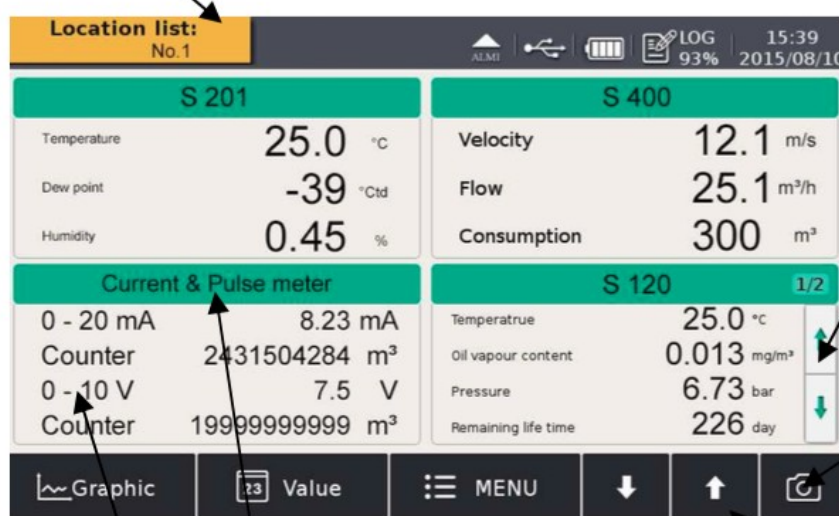 Location list:
No.1
ALMI
LOG
93%
15:39
2015/08/10
S 201
Temperature 25.0 °C
Dew point -39 °Ctd
Humidity 0.45 %
S 400
Velocity 12.1 m/s
Flow 25.1 m³/h
Consumption 300 m³
Current & Pulse meter
0 - 20 mA 8.23 mA
Counter 2431504284 m³
0 - 10 V 7.5 V
Counter 19999999999 m³
S 120 1/2
Temperatrue 25.0 °C
Oil vapour content 0.013 mg/m³
Pressure 6.73 bar
Remaining life time 226 day
Graphic
23 Value
MENU